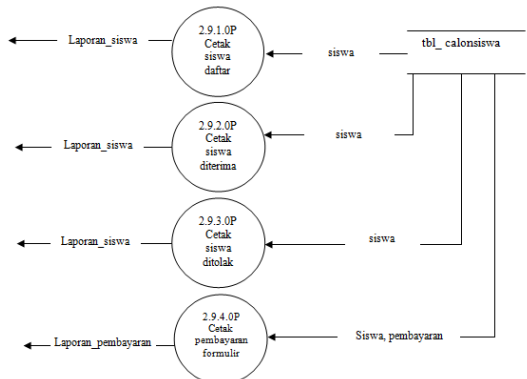 Laporan_siswa
2.9.1.0P
Cetak
siswa
daftar
siswa
tbl_ calonsiswa
Laporan_siswa
2.9.2.0P
Cetak
siswa
diterima
siswa
Laporan_siswa
2.9.3.0P
Cetak
siswa
ditolak
siswa
Laporan_pembayaran
2.9.4.0P
Cetak
pembayaran
formulir
Siswa, pembayaran